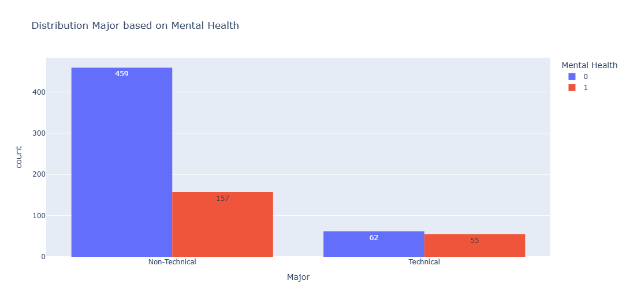 Distribution Major based on Mental Health
Mental Health
0
1
459
157
62
55
400
300
200
100
0
count
Non-Technical
Technical
Major